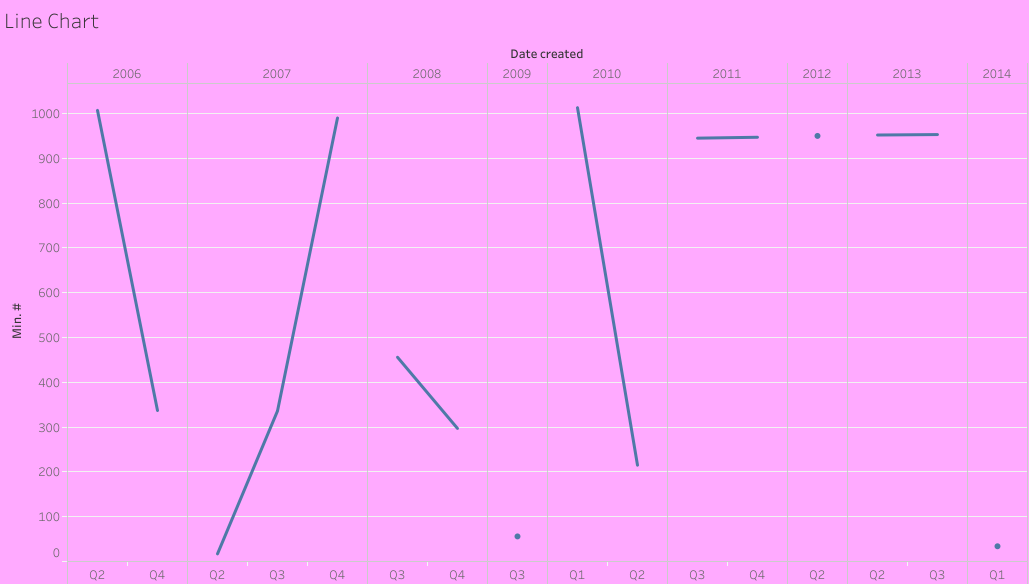 Line Chart
Date created
2006 2007 2008 2009 2010 2011 2012 2013 2014
1000
900
800
700
600
500
400
300
200
100
0
Min. #
Q2 Q4 Q2 Q3 Q4 Q3 Q4 Q3 Q1 Q2 Q3 Q4 Q2 Q2 Q3 Q1